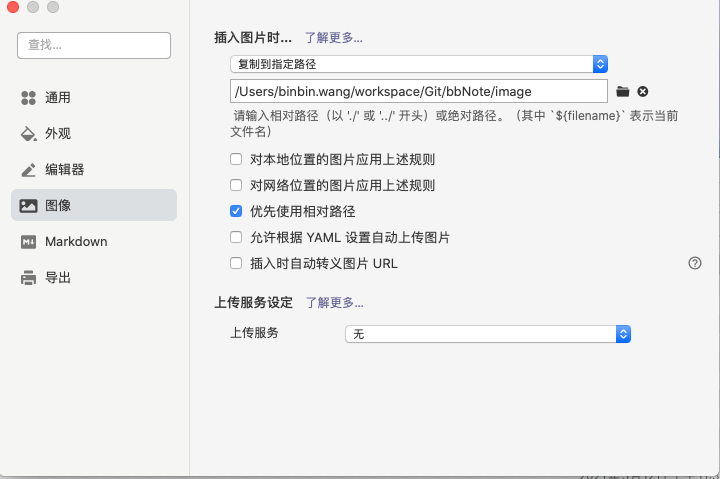 查找...
通用
外观
编辑器
图像
Markdown
导出
插入图片时... 了解更多...
复制到指定路径
/Users/binbin.wang/workspace/Git/bbNote/image
请输入相对路径（以 './' 或 '../' 开头）或绝对路径。（其中 `${filename}` 表示当前
文件名)
对本地位置的图片应用上述规则
对网络位置的图片应用上述规则
优先使用相对路径
允许根据 YAML 设置自动上传图片
插入时自动转义图片 URL
上传服务设定 了解更多...
上传服务 无